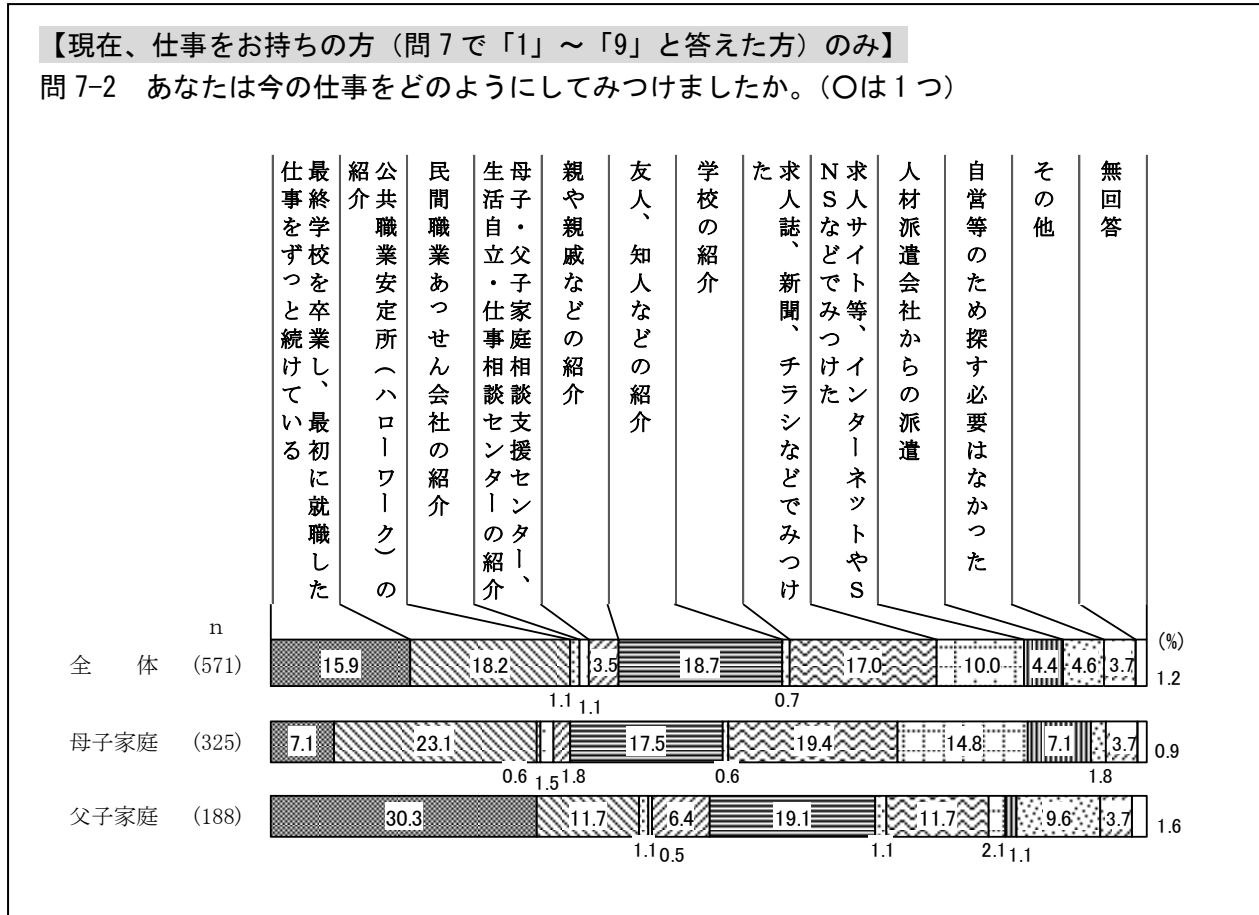 【現在、仕事をお持ちの方（問7で「1」～「9」と答えた方）のみ】
問7-2　あなたは今の仕事をどのようにしてみつけましたか。（〇は1つ）
最終学校を卒業し、最初に就職した
仕事をずっと続けている
公共職業安定所（ハローワーク）の
紹介
民間職業あっせん会社の紹介
母子・父子家庭相談支援センター、
生活自立・仕事相談センターの紹介
親や親戚などの紹介
友人、知人などの紹介
学校の紹介
求人誌、新聞、チラシなどでみつけ
た
求人サイト等、インターネットやS
NSなどでみつけた
人材派遣会社からの派遣
自営等のため探す必要はなかった
その他
無回答
n
(%)
全　体 (571) 15.9 18.2 3.5 18.7 17.0 10.0 4.4 4.6 3.7 1.2
1.1 1.1 0.7
母子家庭 (325) 7.1 23.1 17.5 19.4 14.8 7.1 3.7 0.9
0.6 1.5 1.8 0.6 1.8
父子家庭 (188) 30.3 11.7 6.4 19.1 11.7 9.6 3.7 1.6
1.1 0.5 1.1 2.1 1.1